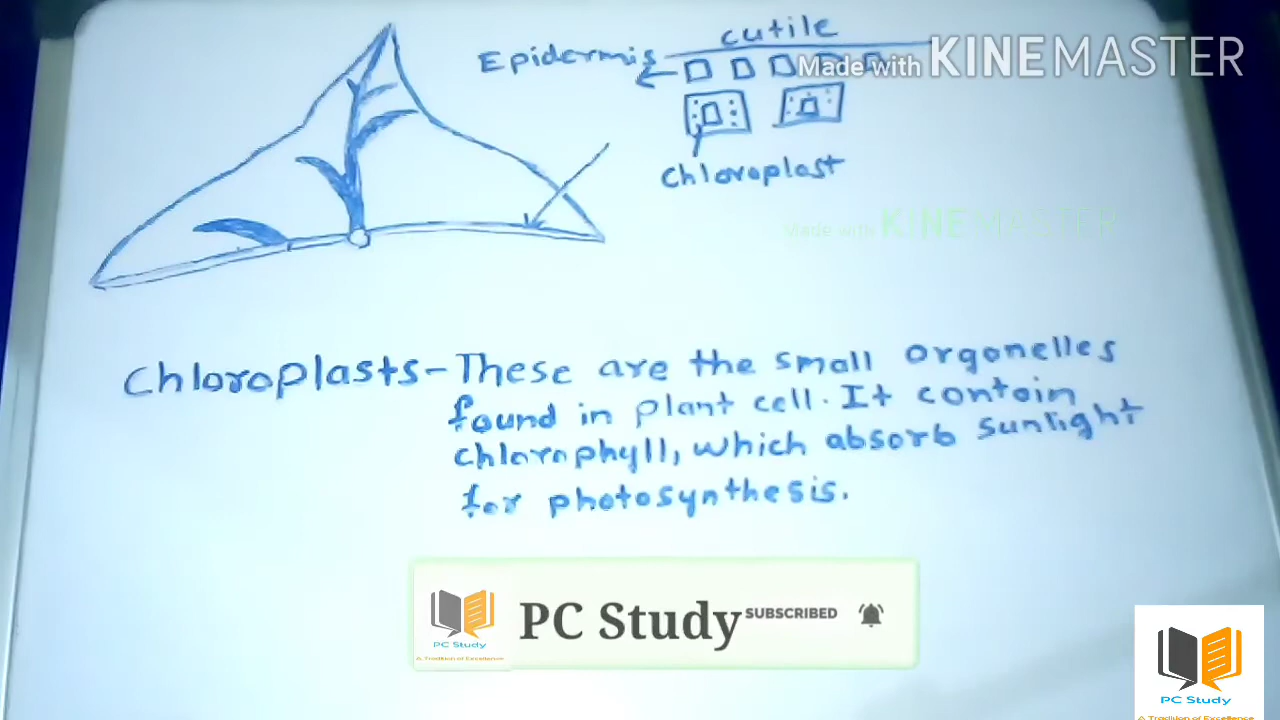 cutile
Epidermis
Made with KINEMASTER
Chloroplast
Made with KINEMASTER
Chloroplasts - These are the small orgonelles
found in plant cell. It contain
chlorophyll, which absorb sunlight
for photosynthesis.
PC Study SUBSCRIBED
PC Study
A Tradition of Excellence
PC Study
A Tradition of Excellence